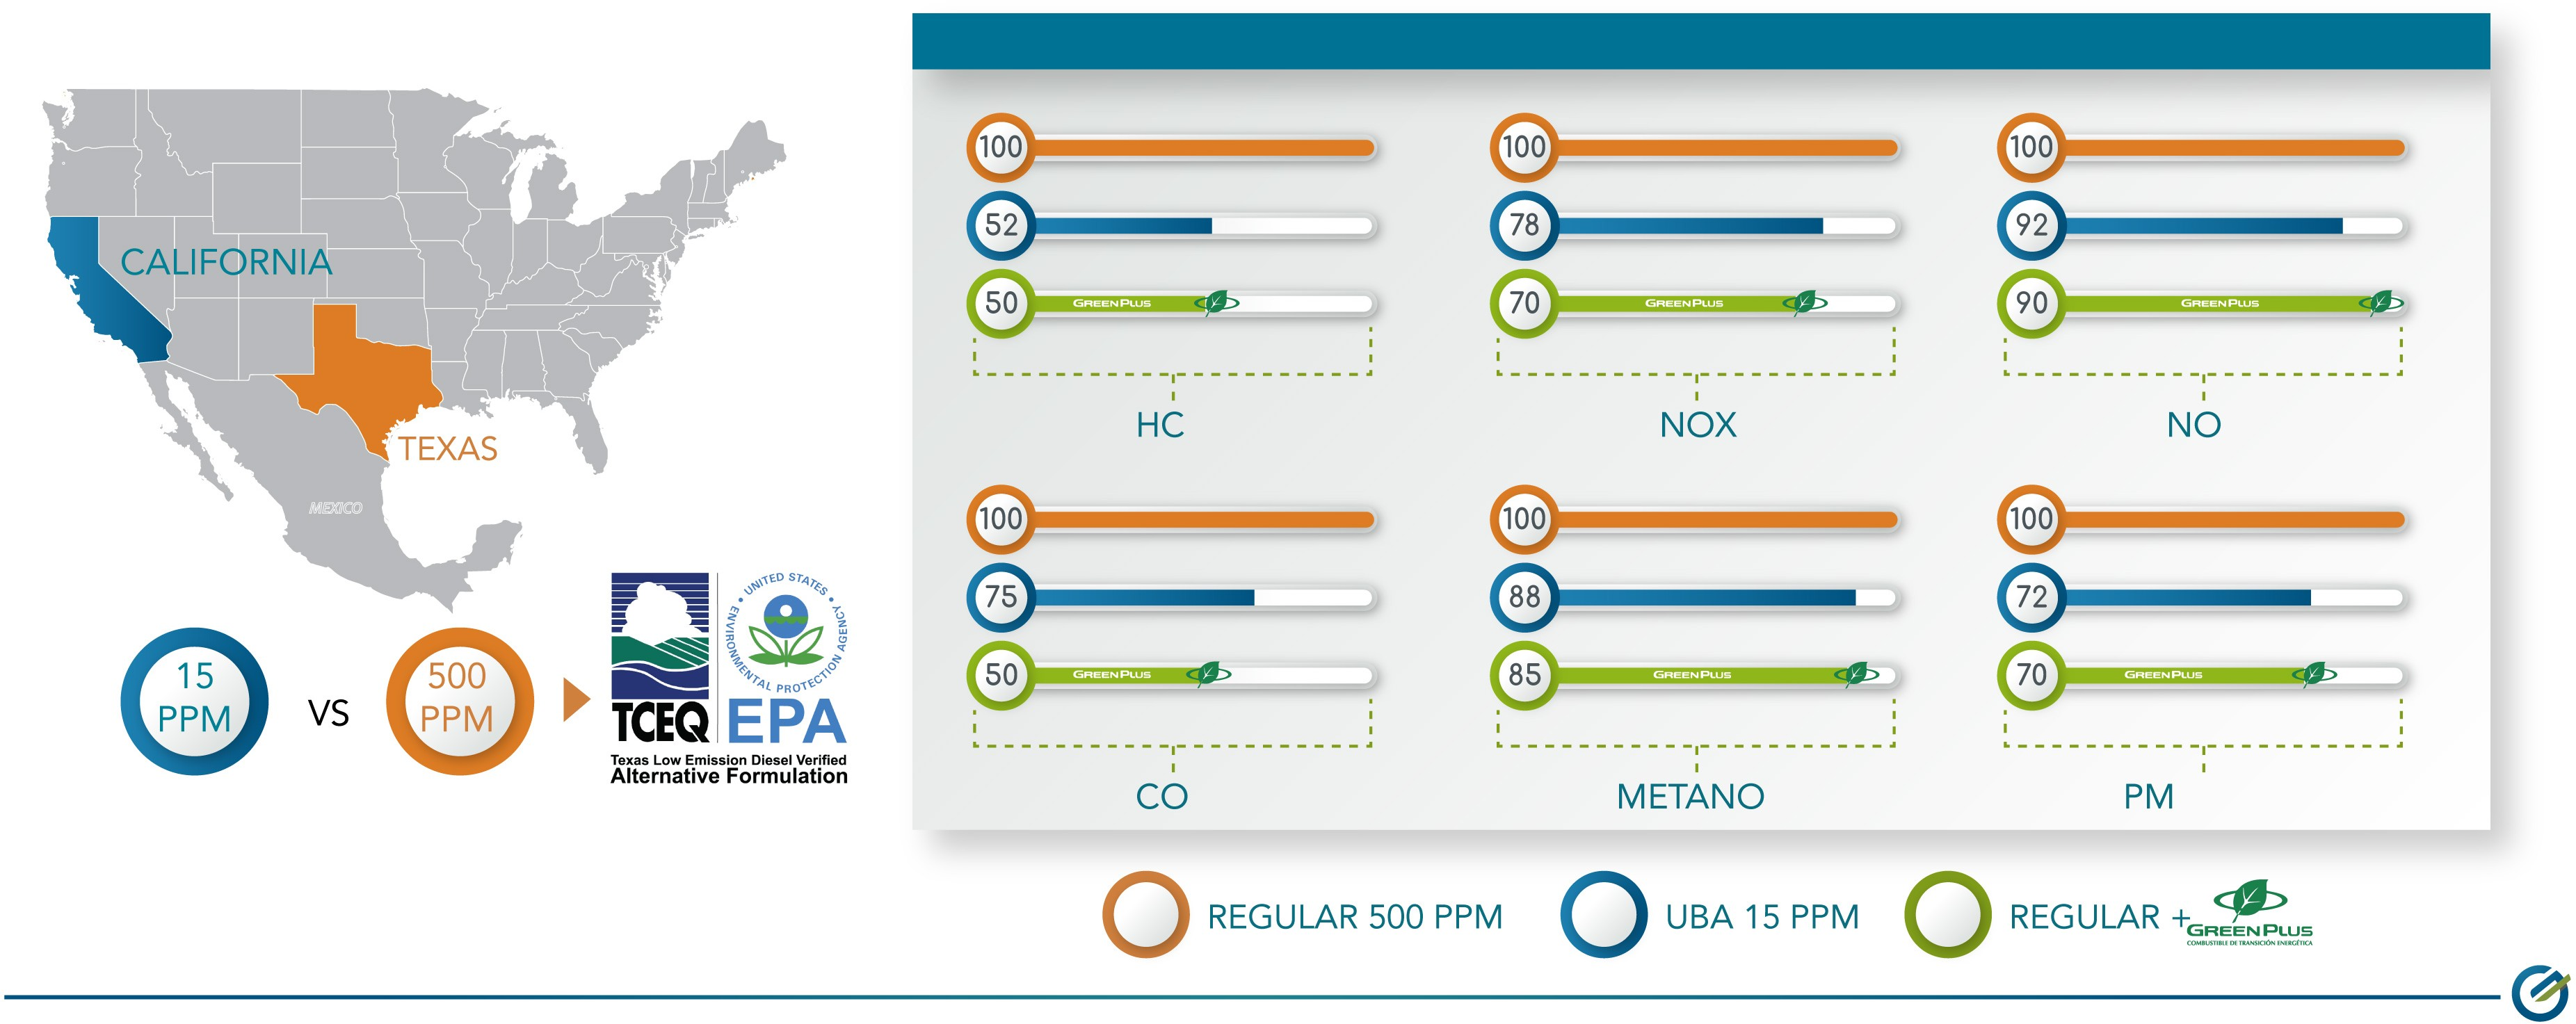 CALIFORNIA
TEXAS
MEXICO
15
PPM
VS
500
PPM
TCEQ
UNITED STATES
ENVIRONMENTAL PROTECTION AGENCY
EPA
Texas Low Emission Diesel Verified
Alternative Formulation
100
52
50
GREENPLUS
HC
100
78
70
GREENPLUS
NOX
100
92
90
GREENPLUS
NO
100
75
50
GREENPLUS
CO
100
88
85
GREENPLUS
METANO
100
72
70
GREENPLUS
PM
REGULAR 500 PPM
UBA 15 PPM
REGULAR +
GREENPLUS
COMBUSTIBLE DE TRANSICIÓN ENERGÉTICA